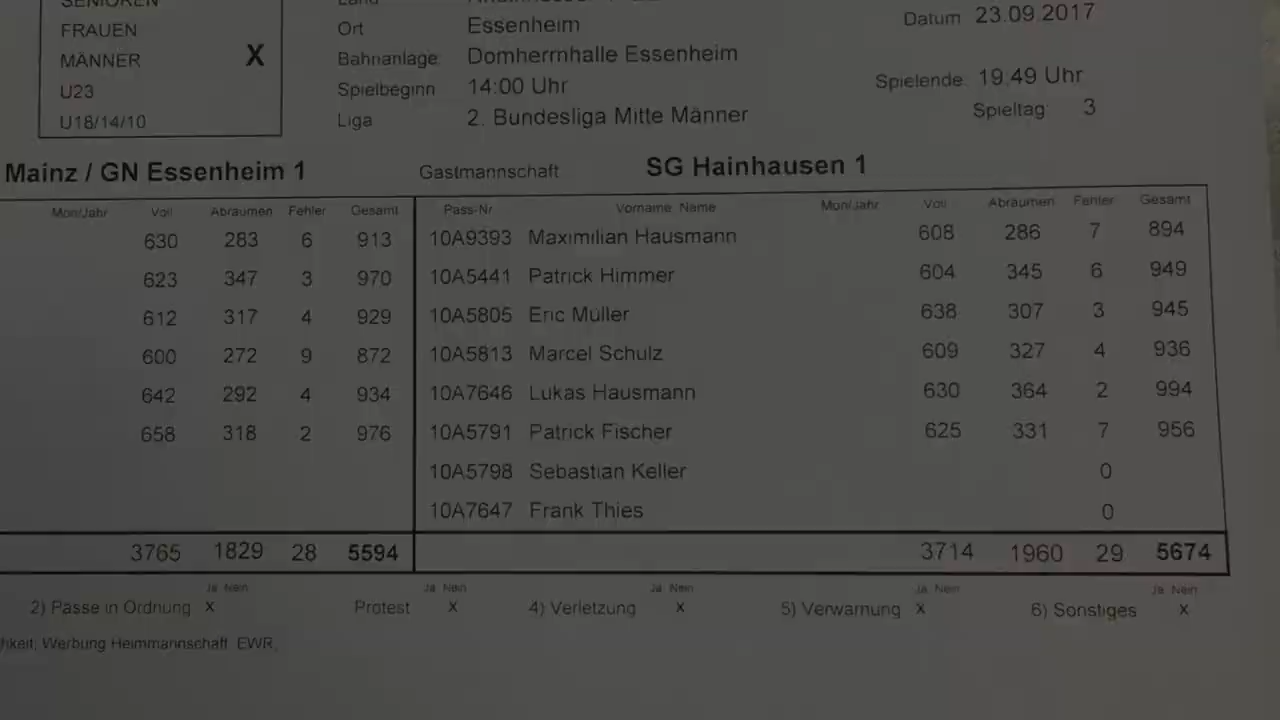 SENIOREN
FRAUEN
MÄNNER X
U23
U18/14/10
Land
Ort Essenheim
Bahnanlage: Domherrnhalle Essenheim
Spielbeginn 14:00 Uhr
Liga 2. Bundesliga Mitte Männer
Datum 23.09.2017
Spielende: 19,49 Uhr
Spieltag: 3
Mainz / GN Essenheim 1 Gastmannschaft SG Hainhausen 1
Mon/Jahr Voll Abräumen Fehler Gesamt Pass-Nr Vorname Name Mon/Jahr Voll Abräumen Fehler Gesamt
630 283 6 913 10A9393 Maximilian Hausmann 608 286 7 894
623 347 3 970 10A5441 Patrick Himmer 604 345 6 949
612 317 4 929 10A5805 Eric Müller 638 307 3 945
600 272 9 872 10A5813 Marcel Schulz 609 327 4 936
642 292 4 934 10A7646 Lukas Hausmann 630 364 2 994
658 318 2 976 10A5791 Patrick Fischer 625 331 7 956
10A5798 Sebastian Keller 0
10A7647 Frank Thies 0
3765 1829 28 5594 3714 1960 29 5674
Ja Nein Ja Nein Ja Nein Ja Nein Ja Nein
2) Pässe in Ordnung X Protest X 4) Verletzung X 5) Verwarnung X 6) Sonstiges X
hkeit; Werbung Heimmannschaft: EWR,